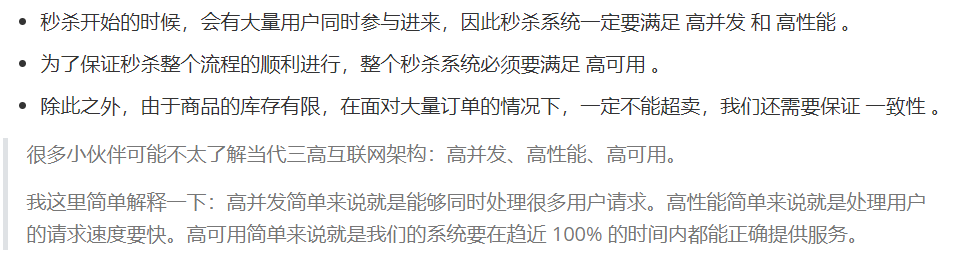 秒杀开始的时候，会有大量用户同时参与进来，因此秒杀系统一定要满足 高并发 和 高性能 。
为了保证秒杀整个流程的顺利进行，整个秒杀系统必须要满足 高可用 。
除此之外，由于商品的库存有限，在面对大量订单的情况下，一定不能超卖，我们还需要保证 一致性 。
很多小伙伴可能不太了解当代三高互联网架构：高并发、高性能、高可用。
我这里简单解释一下：高并发简单来说就是能够同时处理很多用户请求。高性能简单来说就是处理用户
的请求速度要快。高可用简单来说就是我们的系统要在趋近 100% 的时间内都能正确提供服务。